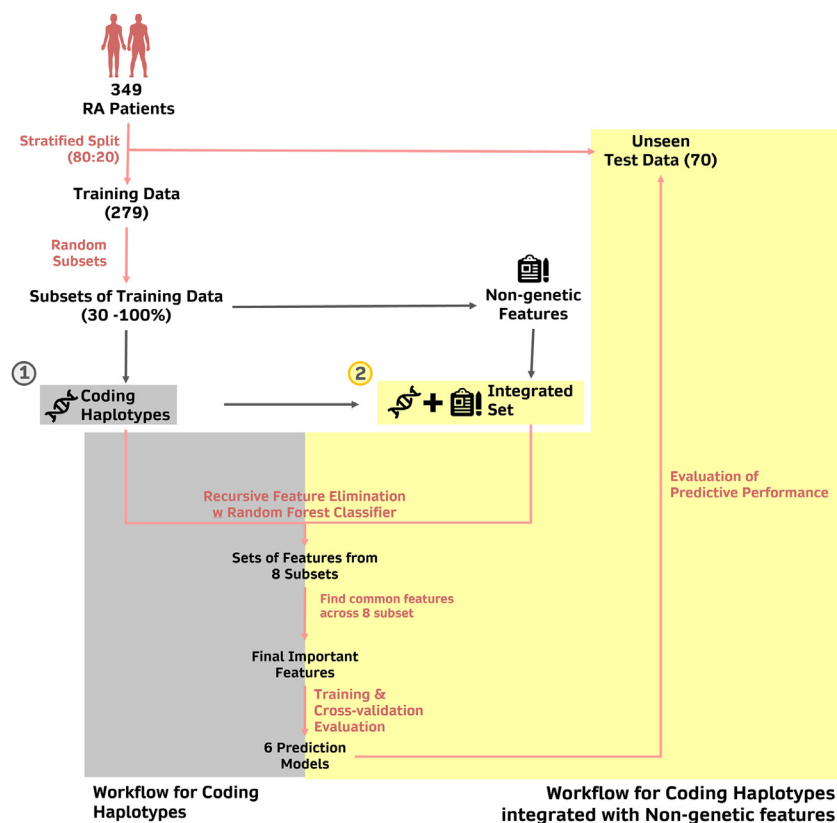 349
RA Patients
Stratified Split
(80:20)
Unseen
Test Data (70)
Training Data
(279)
Random
Subsets
Subsets of Training Data
(30 -100%)
Non-genetic
Features
1
Coding
Haplotypes
2
+
Integrated
Set
Recursive Feature Elimination
w Random Forest Classifier
Evaluation of
Predictive Performance
Sets of Features from
8 Subsets
Find common features
across 8 subset
Final Important
Features
Training &
Cross-validation
Evaluation
6 Prediction
Models
Workflow for Coding
Haplotypes
Workflow for Coding Haplotypes
integrated with Non-genetic features